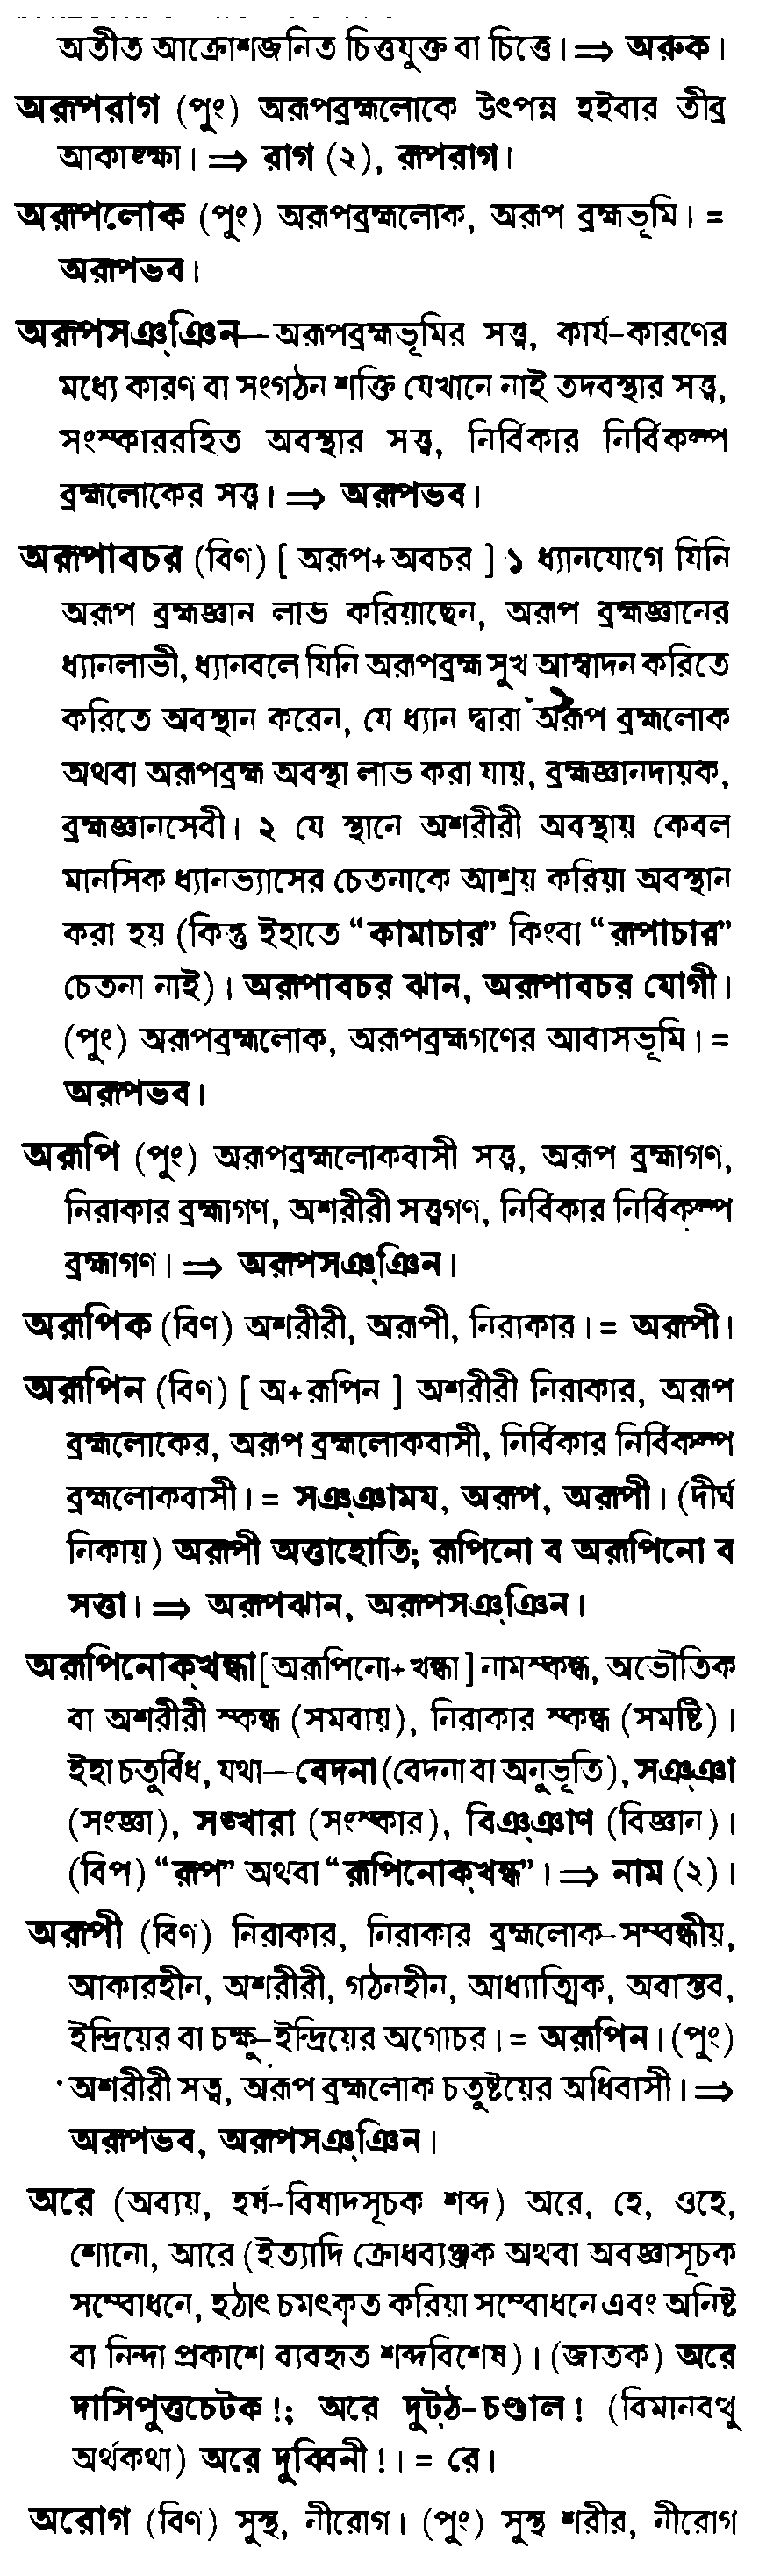 অতীত আক্রোশজনিত চিত্তযুক্ত বা চিত্তে। ⇒ অরুক।
অরূপরাগ (পুং) অরূপব্রহ্মলোকে উৎপন্ন হইবার তীব্র
আকাঙ্ক্ষা। ⇒ রাগ (২), রূপরাগ।
অরূপলোক (পুং) অরূপব্রহ্মলোক, অরূপ ব্রহ্মভূমি। =
অরূপভব।
অরূপসঞ্ঞিন—অরূপব্রহ্মভূমির সত্ত্ব, কার্য-কারণের
মধ্যে কারণ বা সংগঠন শক্তি যেখানে নাই তদবস্থার সত্ত্ব,
সংস্কাররহিত অবস্থার সত্ত্ব, নির্বিকার নির্বিকল্প
ব্রহ্মলোকের সত্ত্ব। ⇒ অরূপভব।
অরূপাবচর (বিণ) [ অরূপ+অবচর ] ১ ধ্যানযোগে যিনি
অরূপ ব্রহ্মজ্ঞান লাভ করিয়াছেন, অরূপ ব্রহ্মজ্ঞানের
ধ্যানলাভী, ধ্যানবলে যিনি অরূপব্রহ্ম সুখ আস্বাদন করিতে
করিতে অবস্থান করেন, যে ধ্যান দ্বারা অরূপ ব্রহ্মলোক
অথবা অরূপব্রহ্ম অবস্থা লাভ করা যায়, ব্রহ্মজ্ঞানদায়ক,
ব্রহ্মজ্ঞানসেবী। ২ যে স্থানে অশরীরী অবস্থায় কেবল
মানসিক ধ্যানভ্যাসের চেতনাকে আশ্রয় করিয়া অবস্থান
করা হয় (কিন্তু ইহাতে “কামাচার” কিংবা “রূপাচার”
চেতনা নাই)। অরূপাবচর ঝান, অরূপাবচর যোগী।
(পুং) অরূপব্রহ্মলোক, অরূপব্রহ্মগণের আবাসভূমি। =
অরূপভব।
অরূপি (পুং) অরূপব্রহ্মলোকবাসী সত্ত্ব, অরূপ ব্রহ্মাগণ,
নিরাকার ব্রহ্মাগণ, অশরীরী সত্ত্বগণ, নির্বিকার নির্বিকল্প
ব্রহ্মাগণ। ⇒ অরূপসঞ্ঞিন।
অরূপিক (বিণ) অশরীরী, অরূপী, নিরাকার। = অরূপী।
অরূপিন (বিণ) [ অ+রূপিন ] অশরীরী নিরাকার, অরূপ
ব্রহ্মলোকের, অরূপ ব্রহ্মলোকবাসী, নির্বিকার নির্বিকল্প
ব্রহ্মলোকবাসী। = সঞ্ঞাময, অরূপ, অরূপী। (দীর্ঘ
নিকায়) অরূপী অত্তাহোতি; রূপিনো ব অরূপিনো ব
সত্তা। ⇒ অরূপঝান, অরূপসঞ্ঞিন।
অরূপিনোক্খন্ধা [অরূপিনো+খন্ধা] নামস্কন্ধ, অভৌতিক
বা অশরীরী স্কন্ধ (সমবায়), নিরাকার স্কন্ধ (সমষ্টি)।
ইহা চতুর্বিধ, যথা—বেদনা (বেদনা বা অনুভূতি), সঞ্ঞা
(সংজ্ঞা), সঙ্খারা (সংস্কার), বিঞ্ঞাণ (বিজ্ঞান)।
(বিপ) “রূপ” অথবা “রূপিনোক্খন্ধ”। ⇒ নাম (২)।
অরূপী (বিণ) নিরাকার, নিরাকার ব্রহ্মলোক-সম্বন্ধীয়,
আকারহীন, অশরীরী, গঠনহীন, আধ্যাত্মিক, অবাস্তব,
ইন্দ্রিয়ের বা চক্ষু-ইন্দ্রিয়ের অগোচর। = অরূপিন। (পুং)
অশরীরী সত্ব, অরূপ ব্রহ্মলোক চতুষ্টয়ের অধিবাসী। ⇒
অরূপভব, অরূপসঞ্ঞিন।
অরে (অব্যয়, হর্ষ-বিষাদসূচক শব্দ) অরে, হে, ওহে,
শোনো, আরে (ইত্যাদি ক্রোধব্যঞ্জক অথবা অবজ্ঞাসূচক
সম্বোধনে, হঠাৎ চমৎকৃত করিয়া সম্বোধনে এবং অনিষ্ট
বা নিন্দা প্রকাশে ব্যবহৃত শব্দবিশেষ)। (জাতক) অরে
দাসিপুত্তচেটক!; অরে দুট্ঠ-চণ্ডাল! (বিমানবত্থু
অর্থকথা) অরে দুব্বিনী!। = রে।
অরোগ (বিণ) সুস্থ, নীরোগ। (পুং) সুস্থ শরীর, নীরোগ